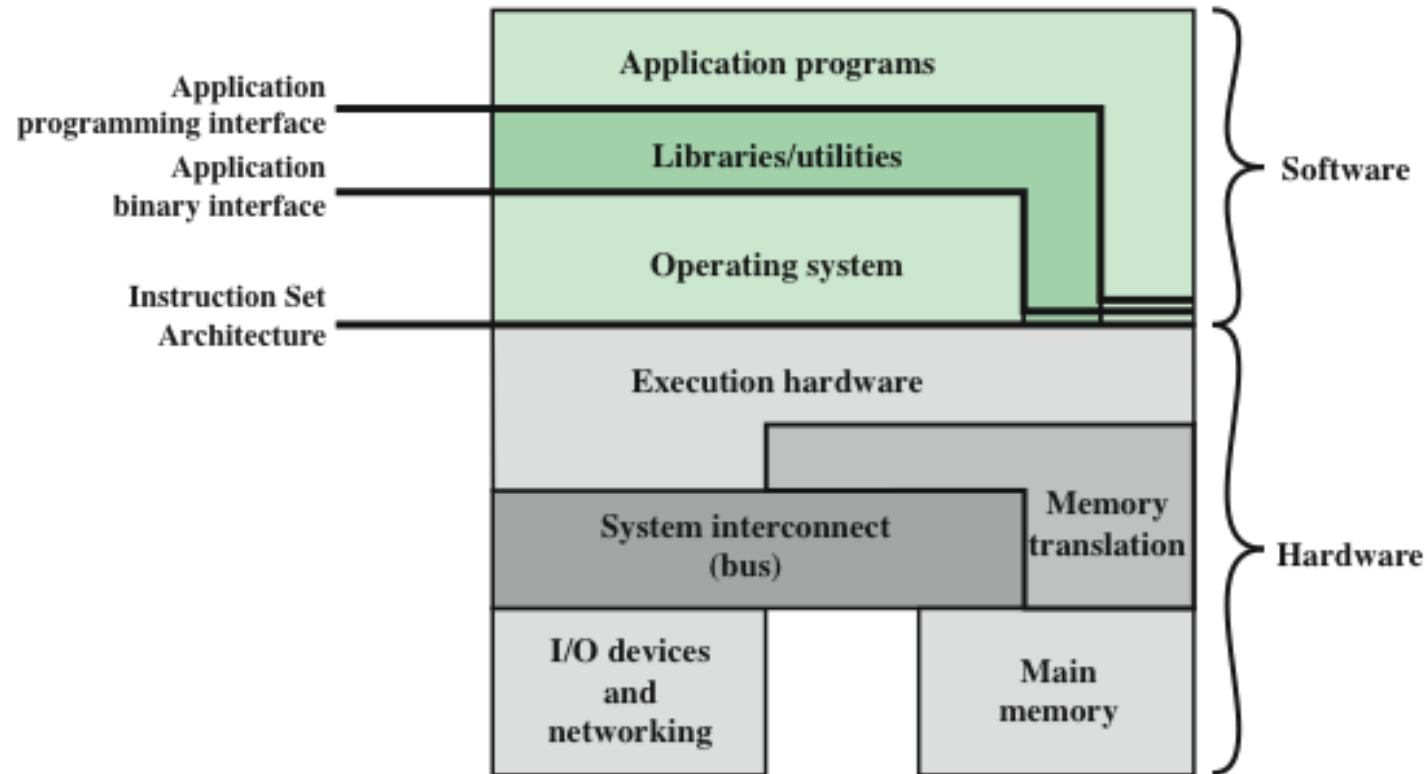 Application programs
Application
programming interface
Libraries/utilities
Software
Application
binary interface
Operating system
Instruction Set
Architecture
Execution hardware
Memory
translation
System interconnect
(bus)
Hardware
I/O devices
and
networking
Main
memory